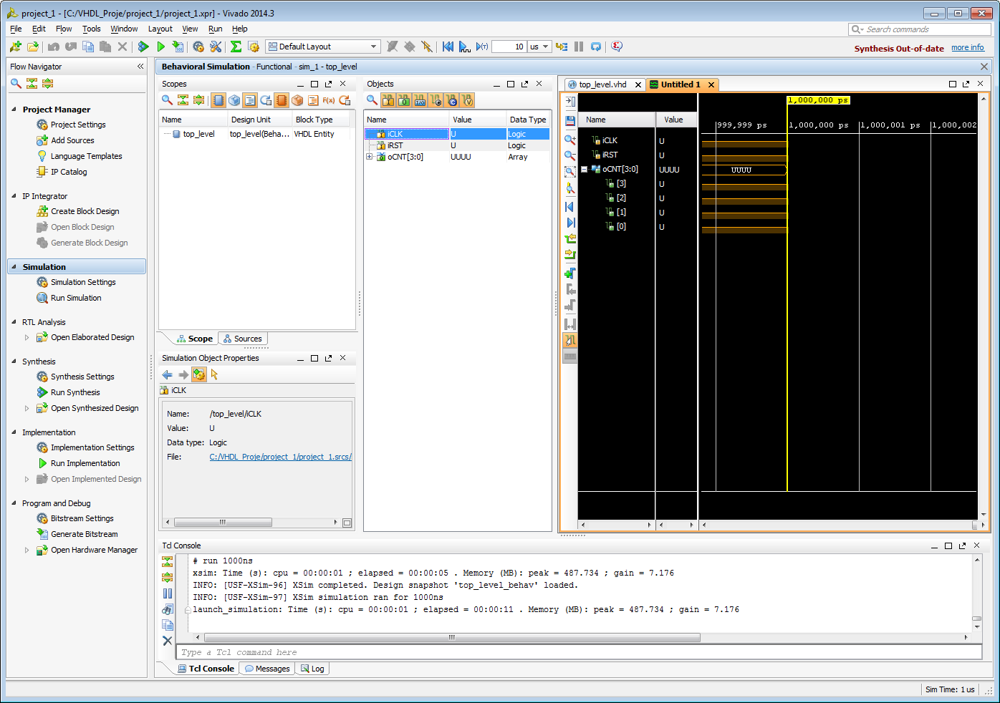 project_1 - [C:/VHDL_Proje/project_1/project_1.xpr] - Vivado 2014.3
File Edit Flow Tools Window Layout View Run Help
Search commands
Default Layout
10 us
Synthesis Out-of-date more info
Flow Navigator
Project Manager
Project Settings
Add Sources
Language Templates
IP Catalog
IP Integrator
Create Block Design
Open Block Design
Generate Block Design
Simulation
Simulation Settings
Run Simulation
RTL Analysis
Open Elaborated Design
Synthesis
Synthesis Settings
Run Synthesis
Open Synthesized Design
Implementation
Implementation Settings
Run Implementation
Open Implemented Design
Program and Debug
Bitstream Settings
Generate Bitstream
Open Hardware Manager
Behavioral Simulation - Functional - sim_1 - top_level
Scopes
Name Design Unit Block Type
top_level top_level(Beha... VHDL Entity
Scope Sources
Simulation Object Properties
iCLK
Name: /top_level/iCLK
Value: U
Data type: Logic
File: C:/VHDL_Proje/project_1/project_1.srcs/
Objects
Name Value Data Type
iCLK U Logic
iRST U Logic
oCNT[3:0] UUUU Array
top_level.vhd Untitled 1
1,000,000 ps
Name Value
999,999 ps 1,000,000 ps 1,000,001 ps 1,000,002
iCLK U
iRST U
oCNT[3:0] UUUU UUUU
[3] U
[2] U
[1] U
[0] U
Tcl Console
# run 1000ns
xsim: Time (s): cpu = 00:00:01 ; elapsed = 00:00:05 . Memory (MB): peak = 487.734 ; gain = 7.176
INFO: [USF-XSim-96] XSim completed. Design snapshot 'top_level_behav' loaded.
INFO: [USF-XSim-97] XSim simulation ran for 1000ns
launch_simulation: Time (s): cpu = 00:00:01 ; elapsed = 00:00:11 . Memory (MB): peak = 487.734 ; gain = 7.176
Type a Tcl command here
Tcl Console Messages Log
Sim Time: 1 us